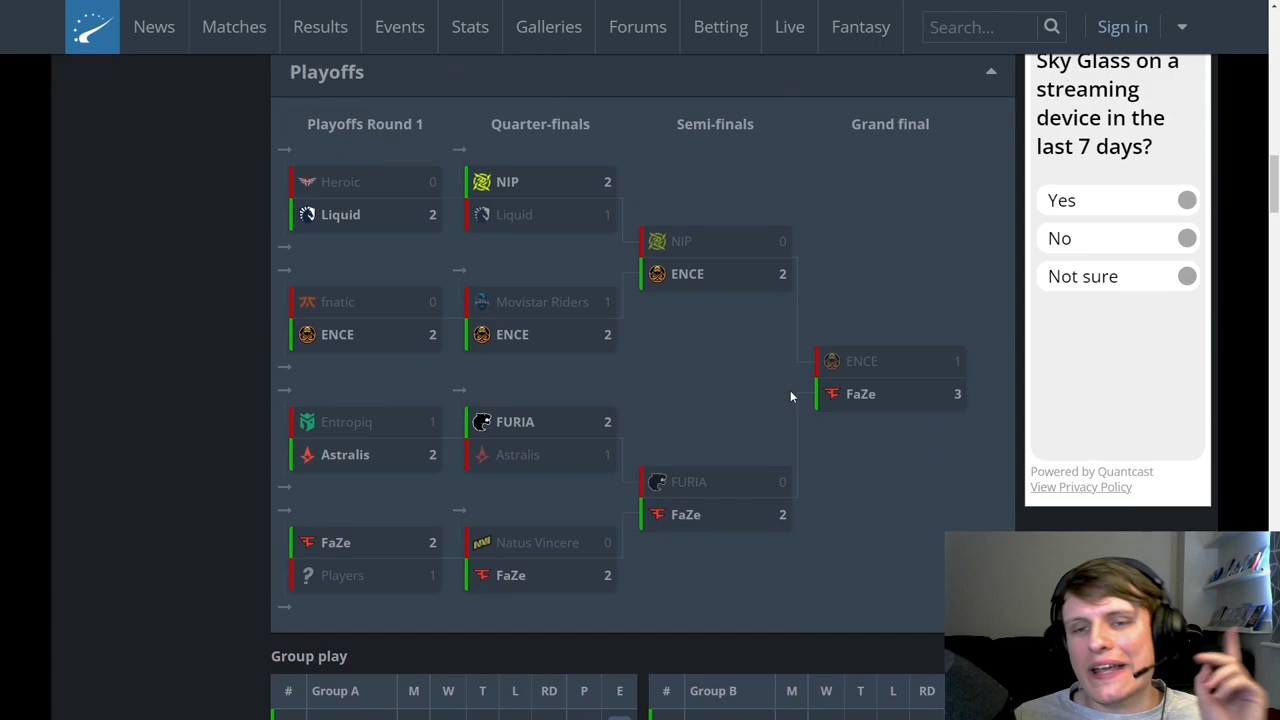 News Matches Results Events Stats Galleries Forums Betting Live Fantasy Search... Sign in
Playoffs
Playoffs Round 1 Quarter-finals Semi-finals Grand final
Heroic 0
Liquid 2
fnatic 0
ENCE 2
Entropiq 1
Astralis 2
FaZe 2
? Players 1
NIP 2
Liquid 1
Movistar Riders 1
ENCE 2
FURIA 2
Astralis 1
Natus Vincere 0
FaZe 2
NIP 0
ENCE 2
FURIA 0
FaZe 2
ENCE 1
FaZe 3
Sky Glass on a
streaming
device in the
last 7 days?
Yes
No
Not sure
Powered by Quantcast
View Privacy Policy
Group play
# Group A M W T L RD P E
# Group B M W T L RD